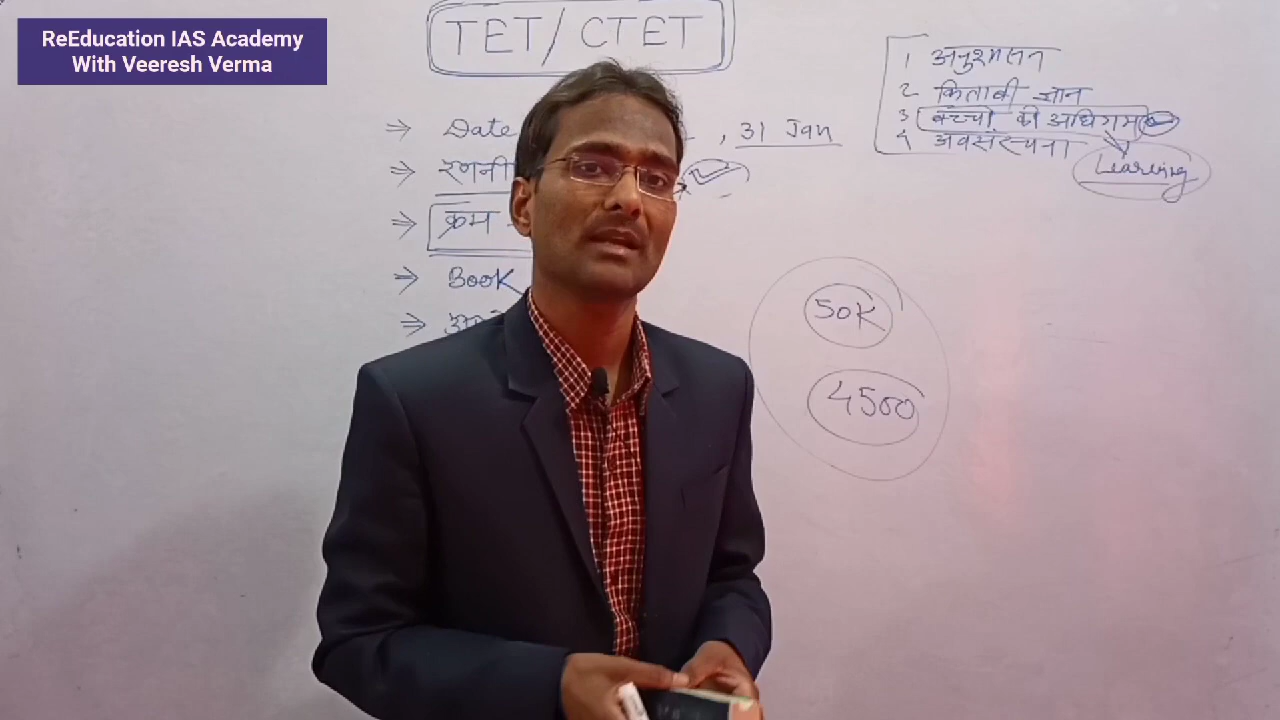 ReEducation IAS Academy
With Veeresh Verma
TET/CTET
⇒ Date , 31 Jan
⇒ रणनी
⇒ क्रम -
⇒ Book
⇒
1 अनुशासन
2 किताबी ज्ञान
3 बच्चो की अधिगम
4 अवसंरचना
Learning
50K
4500